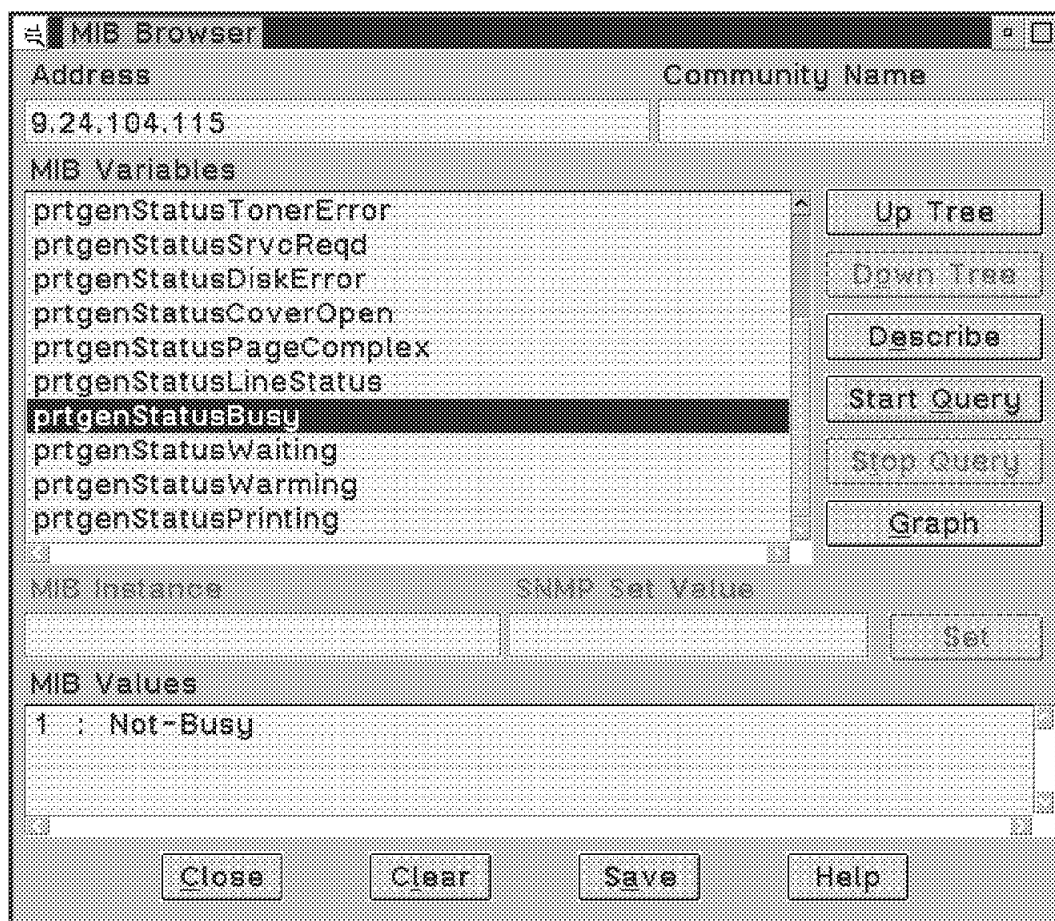 MIB Browser
Address
Community Name
9.24.104.115
MIB Variables
prtgenStatusTonerError
prtgenStatusSrvcReqd
prtgenStatusDiskError
prtgenStatusCoverOpen
prtgenStatusPageComplex
prtgenStatusLineStatus
prtgenStatusBusy
prtgenStatusWaiting
prtgenStatusWarming
prtgenStatusPrinting
Up Tree
Down Tree
Describe
Start Query
Stop Query
Graph
MIB Instance
SNMP Set Value
Set
MIB Values
1 : Not-Busy
Close
Clear
Save
Help